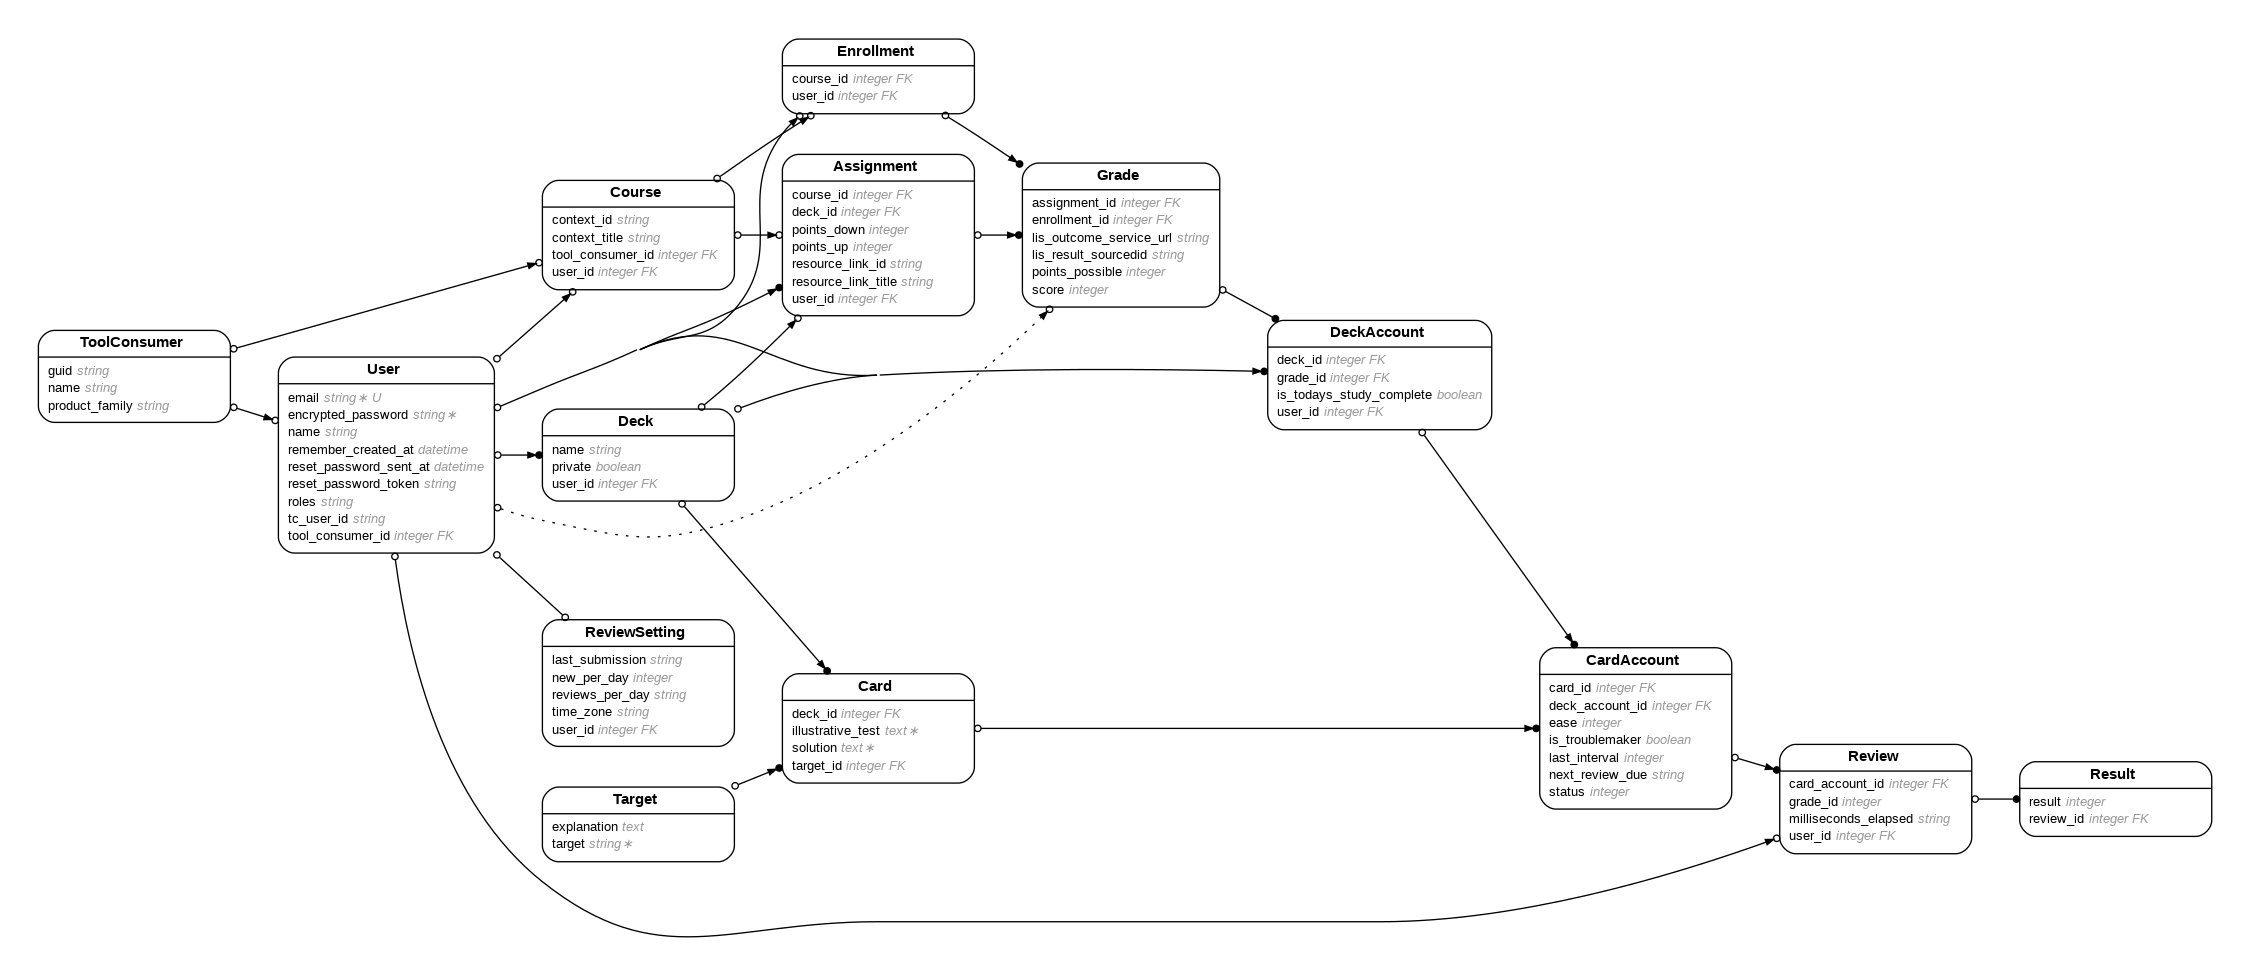 Enrollment
course_id integer FK
user_id integer FK
Assignment
course_id integer FK
deck_id integer FK
points_down integer
points_up integer
resource_link_id string
resource_link_title string
user_id integer FK
Grade
assignment_id integer FK
enrollment_id integer FK
lis_outcome_service_url string
lis_result_sourcedid string
points_possible integer
score integer
Course
context_id string
context_title string
tool_consumer_id integer FK
user_id integer FK
DeckAccount
deck_id integer FK
grade_id integer FK
is_todays_study_complete boolean
user_id integer FK
ToolConsumer
guid string
name string
product_family string
User
email string∗ U
encrypted_password string∗
name string
remember_created_at datetime
reset_password_sent_at datetime
reset_password_token string
roles string
tc_user_id string
tool_consumer_id integer FK
Deck
name string
private boolean
user_id integer FK
ReviewSetting
last_submission string
new_per_day integer
reviews_per_day string
time_zone string
user_id integer FK
Card
deck_id integer FK
illustrative_test text∗
solution text∗
target_id integer FK
Target
explanation text
target string∗
CardAccount
card_id integer FK
deck_account_id integer FK
ease integer
is_troublemaker boolean
last_interval integer
next_review_due string
status integer
Review
card_account_id integer FK
grade_id integer
milliseconds_elapsed string
user_id integer FK
Result
result integer
review_id integer FK